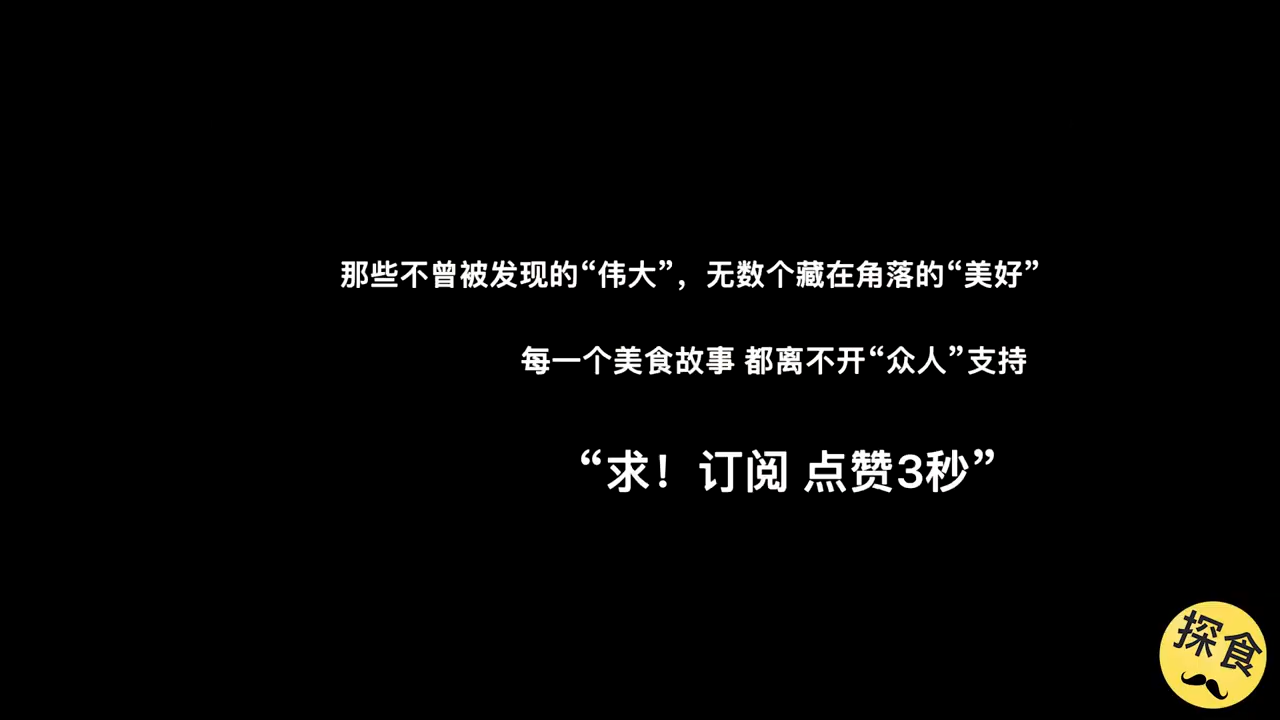 那些不曾被发现的“伟大”，无数个藏在角落的“美好”
每一个美食故事 都离不开“众人”支持
“求！订阅 点赞3秒”
探食